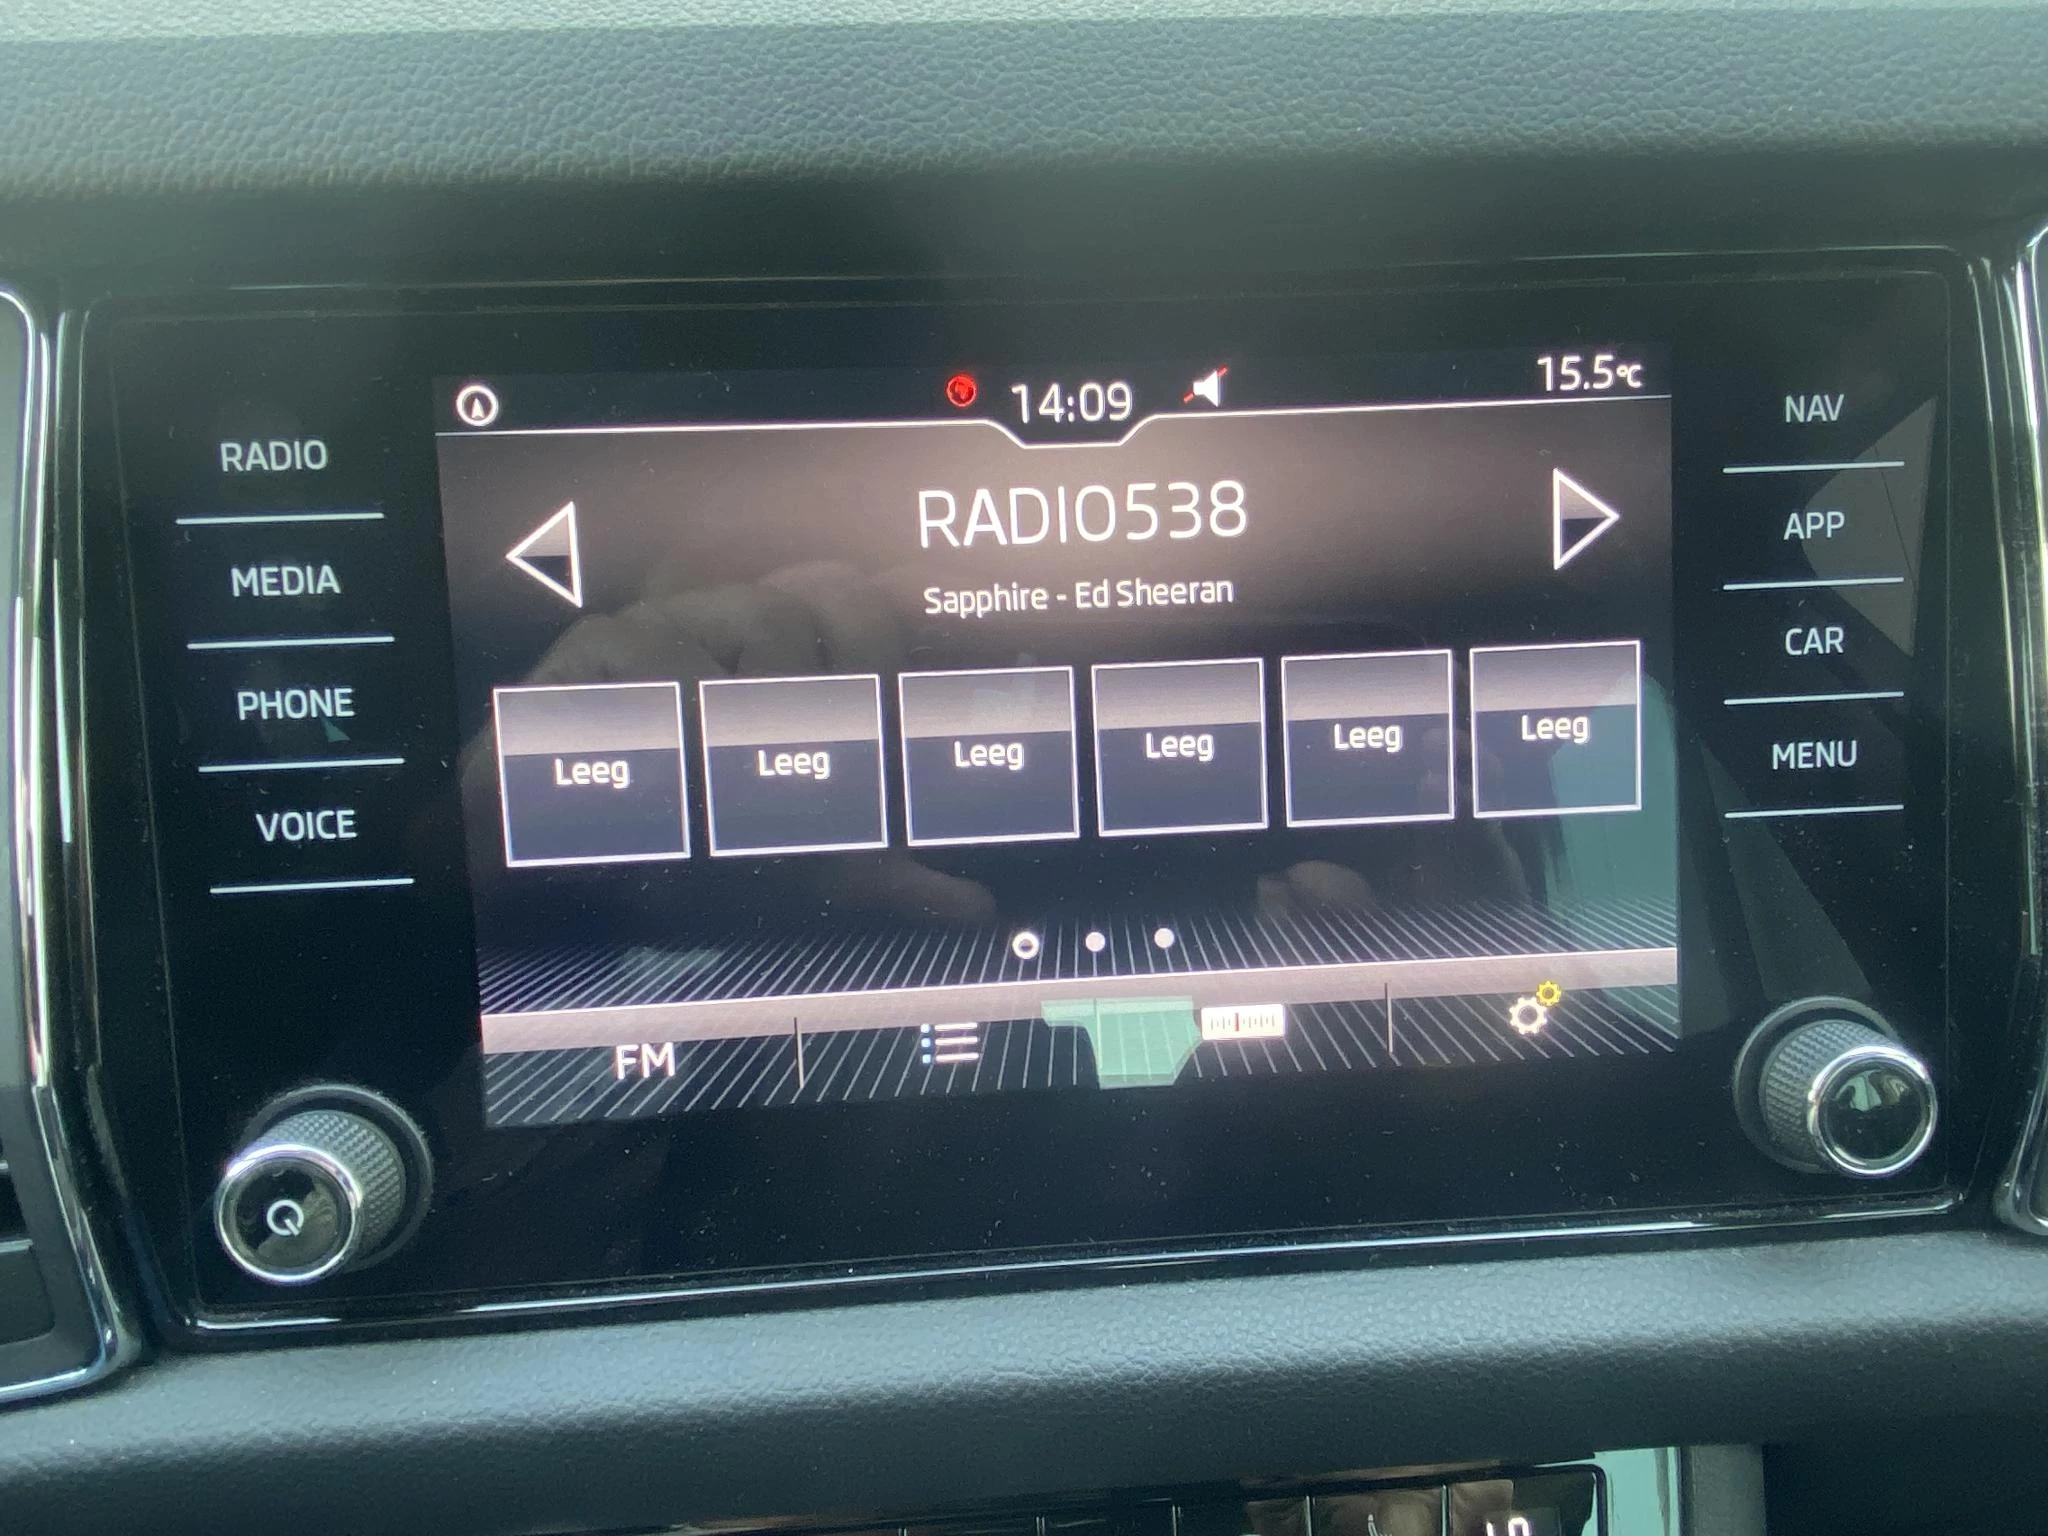 14:09
15.5°C
RADIO
MEDIA
PHONE
VOICE
RADIO538
Sapphire - Ed Sheeran
Leeg
Leeg
Leeg
Leeg
Leeg
Leeg
FM
NAV
APP
CAR
MENU